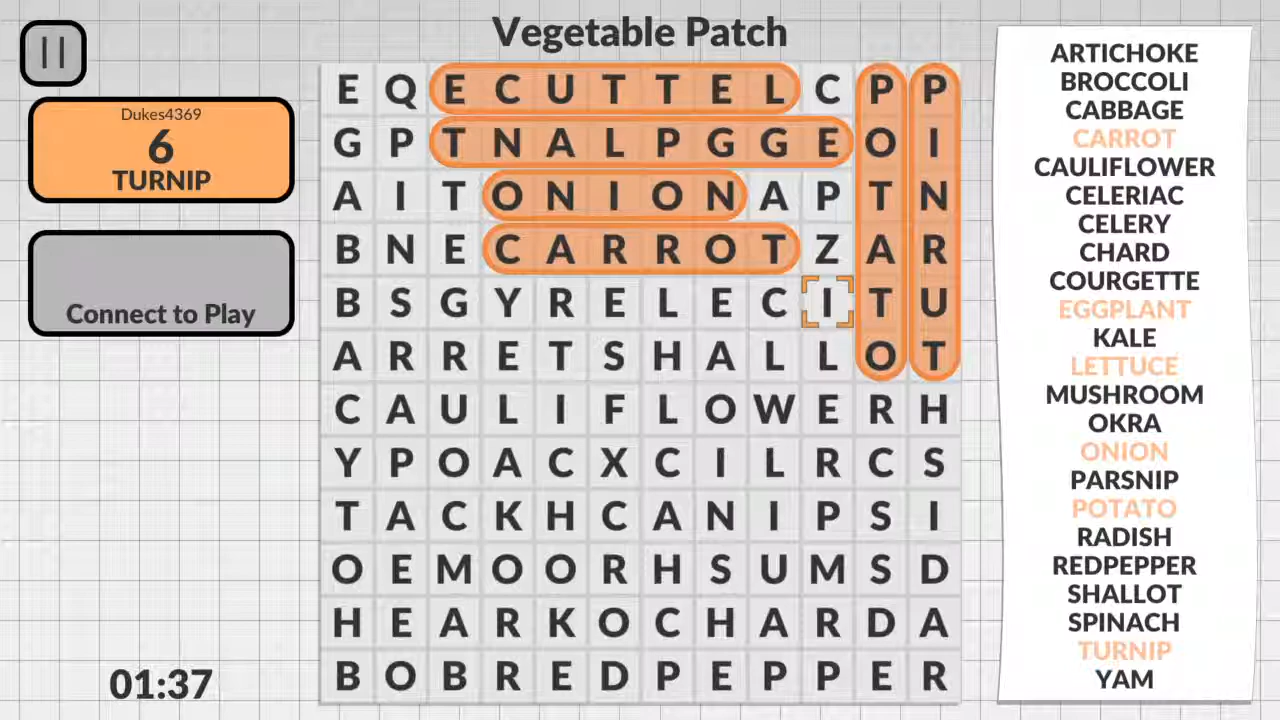 Vegetable Patch
Dukes4369
6
TURNIP
Connect to Play
01:37
E Q E C U T T E L C P P
G P T N A L P G G E O I
A I T O N I O N A P T N
B N E C A R R O T Z A R
B S G Y R E L E C I T U
A R R E T S H A L L O T
C A U L I F L O W E R H
Y P O A C X C I L R C S
T A C K H C A N I P S I
O E M O O R H S U M S D
H E A R K O C H A R D A
B O B R E D P E P P E R
ARTICHOKE
BROCCOLI
CABBAGE
CARROT
CAULIFLOWER
CELERIAC
CELERY
CHARD
COURGETTE
EGGPLANT
KALE
LETTUCE
MUSHROOM
OKRA
ONION
PARSNIP
POTATO
RADISH
REDPEPPER
SHALLOT
SPINACH
TURNIP
YAM